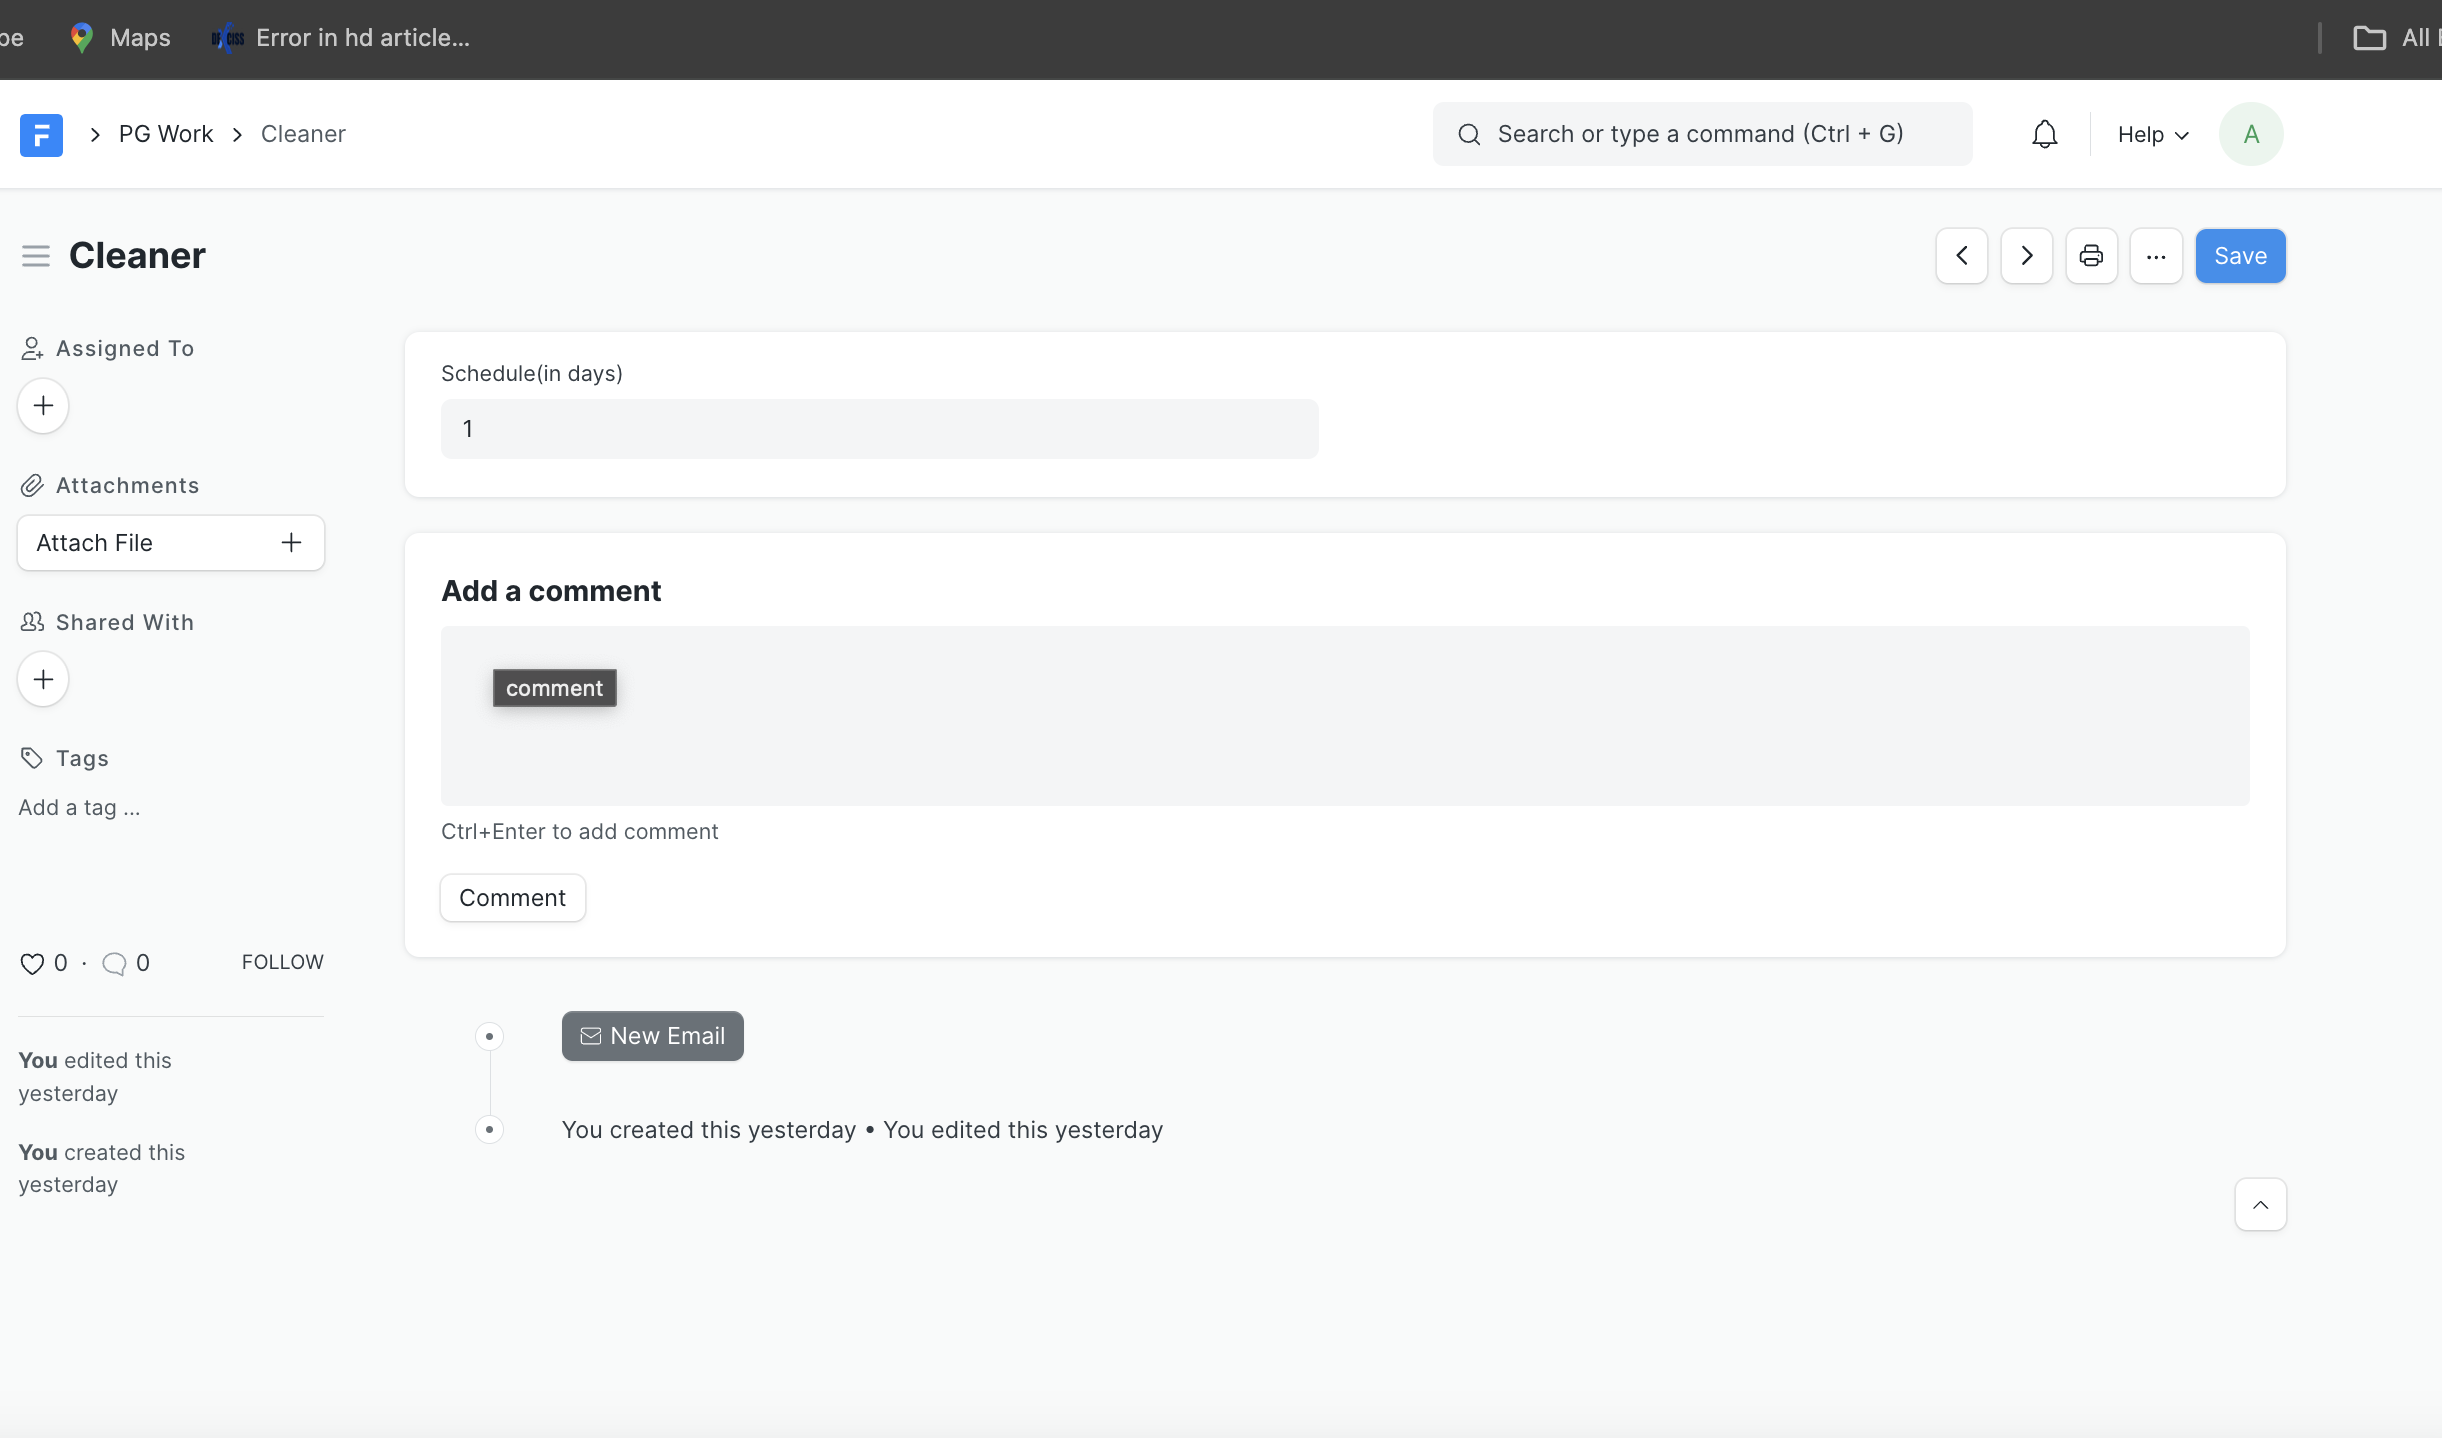 Maps
Error in hd article...
All
PG Work
Cleaner
Search or type a command (Ctrl + G)
Help
A
Cleaner
...
Save
Assigned To
Attachments
Attach File
Shared With
Tags
Add a tag ...
0 · 0
FOLLOW
You edited this
yesterday
You created this
yesterday
Schedule(in days)
1
Add a comment
comment
Ctrl+Enter to add comment
Comment
New Email
You created this yesterday • You edited this yesterday